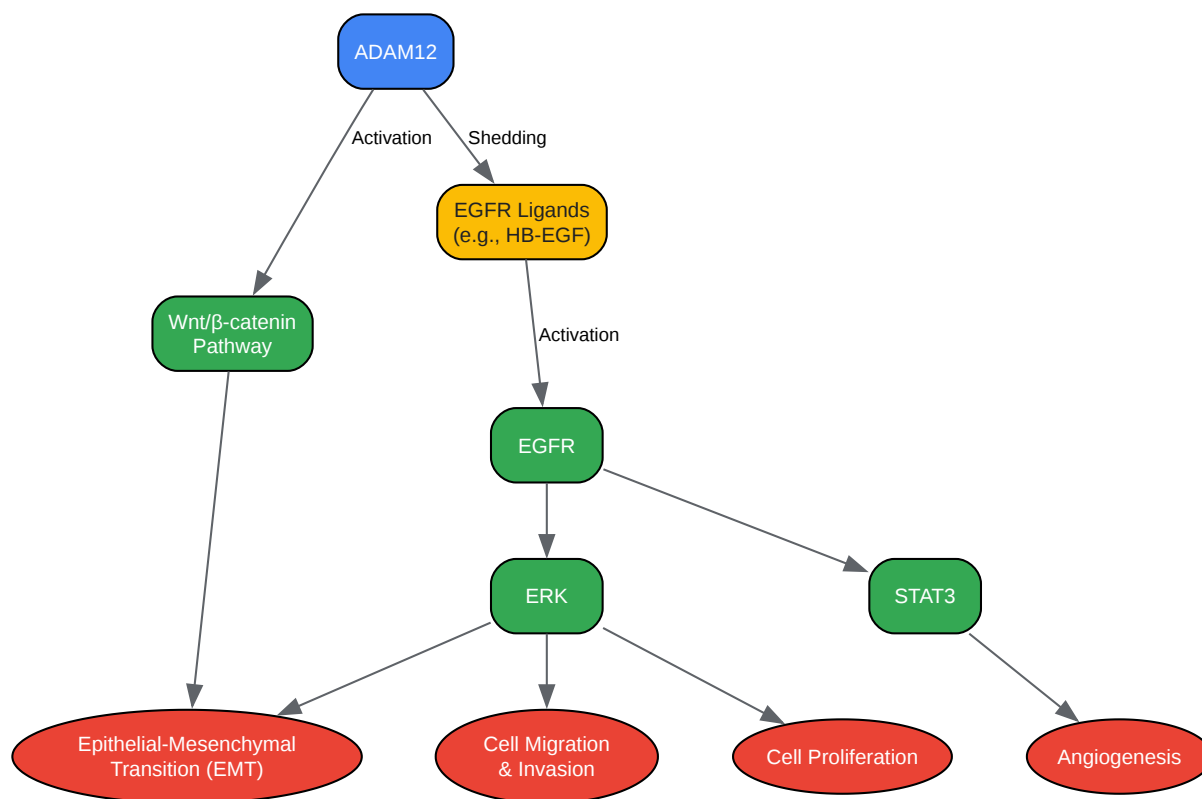 ADAM12
Activation
Shedding
EGFR Ligands
(e.g., HB-EGF)
Wnt/β-catenin
Pathway
Activation
EGFR
ERK
STAT3
Epithelial-Mesenchymal
Transition (EMT)
Cell Migration
& Invasion
Cell Proliferation
Angiogenesis